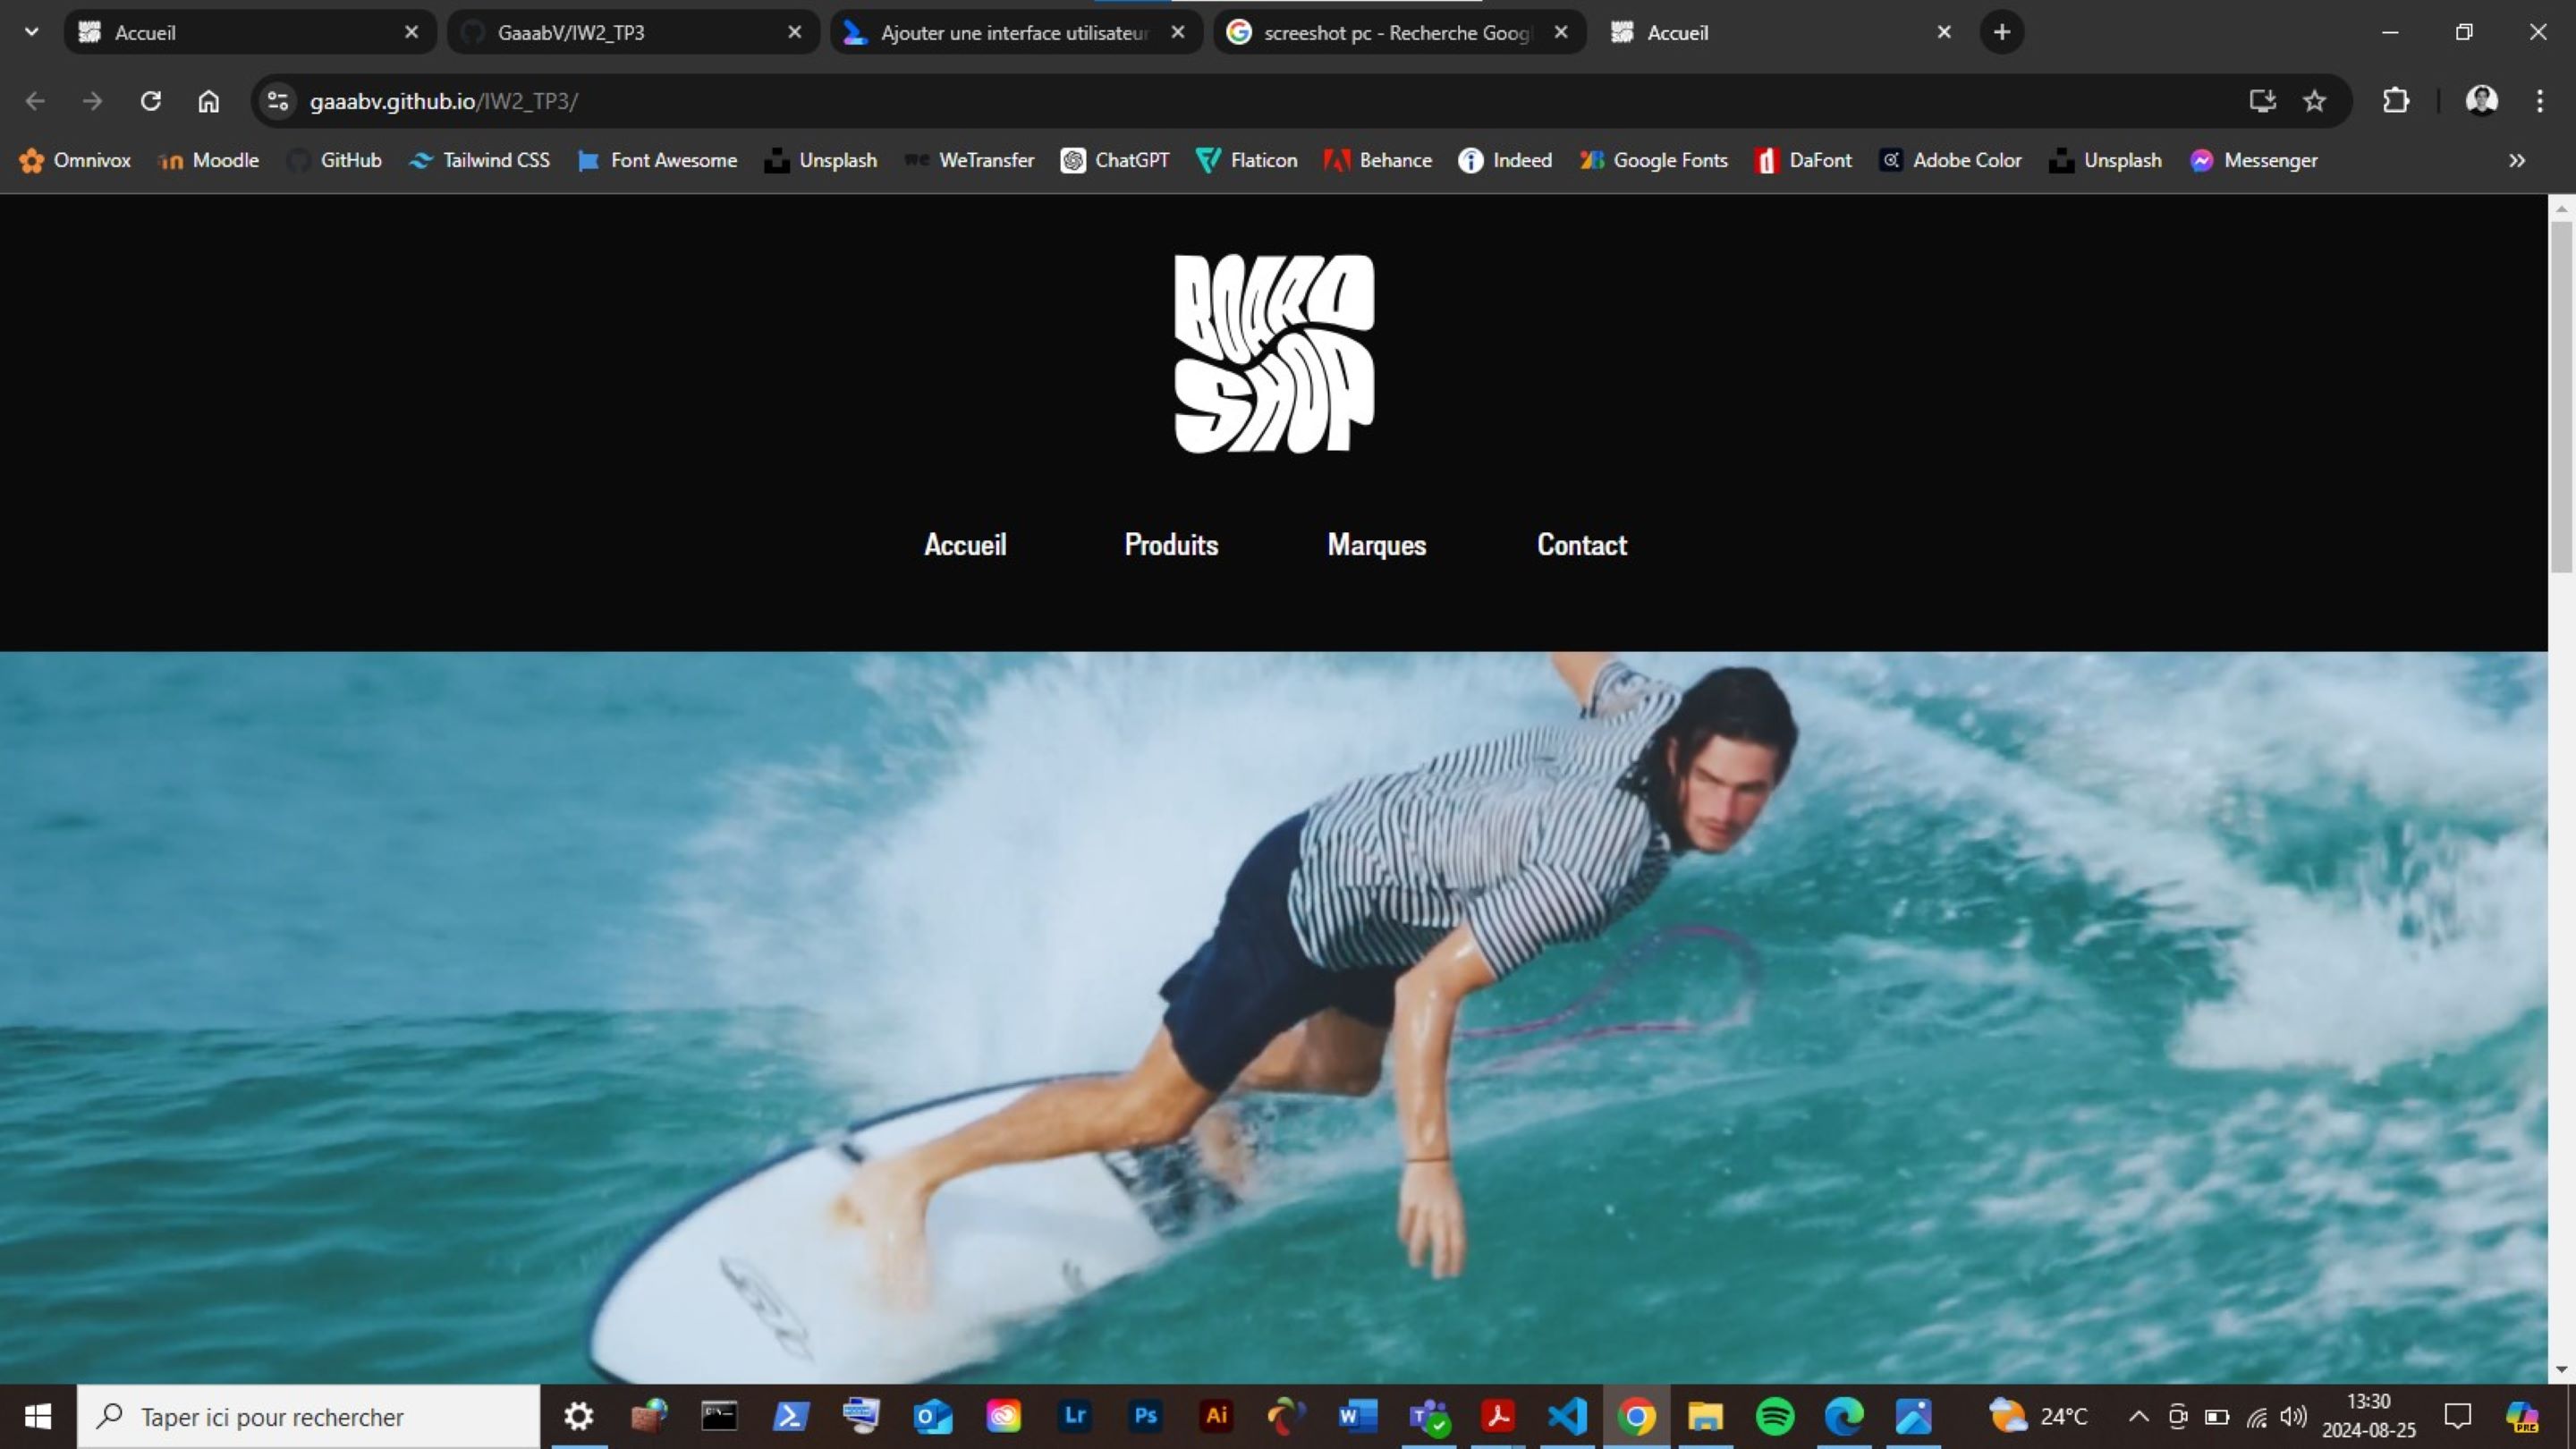 Accueil
GaaabV/IW2_TP3
Ajouter une interface utilisateur
screeshot pc - Recherche Goog
Accueil
gaaabv.github.io/IW2_TP3/
Omnivox
Moodle
GitHub
Tailwind CSS
Font Awesome
Unsplash
WeTransfer
ChatGPT
Flaticon
Behance
Indeed
Google Fonts
DaFont
Adobe Color
Unsplash
Messenger
BOARD
SHOP
Accueil
Produits
Marques
Contact
Taper ici pour rechercher
Lr
Ps
Ai
24°C
13:30
2024-08-25
PRE